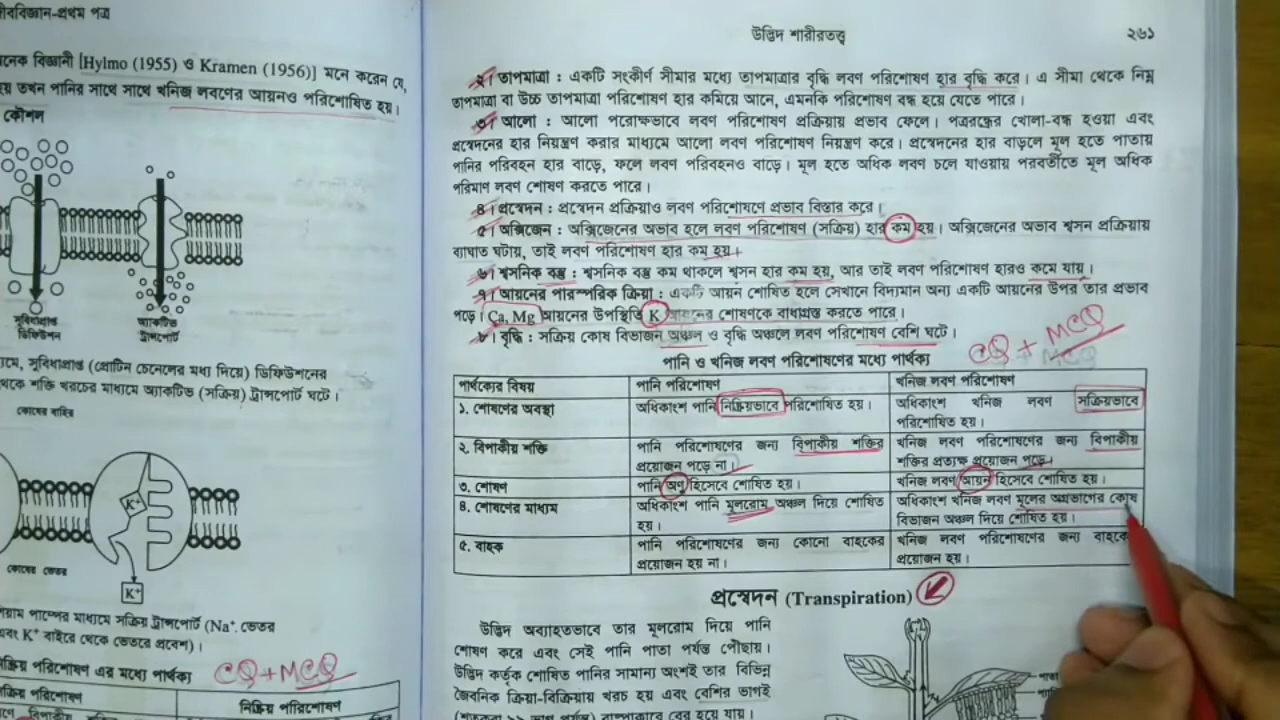 জীববিজ্ঞান-প্রথম পত্র
অনেক বিজ্ঞানী [Hylmo (1955) ও Kramen (1956)] মনে করেন যে,
হয় তখন পানির সাথে সাথে খনিজ লবণের আয়নও পরিশোষিত হয়।
কৌশল
সুবিধাপ্রাপ্ত
ডিফিউশন
অ্যাকটিভ
ট্রান্সপোর্ট
সুবিধাপ্রাপ্ত (প্রোটিন চেনেলের মধ্য দিয়ে) ডিফিউশনের
থেকে শক্তি খরচের মাধ্যমে অ্যাকটিভ (সক্রিয়) ট্রান্সপোর্ট ঘটে।
কোষের বাহির
K⁺
কোষের ভেতর
K⁺
পাম্পের মাধ্যমে সক্রিয় ট্রান্সপোর্ট (Na⁺ ভেতর
এবং K⁺ বাইরে থেকে ভেতরে প্রবেশ)।
নিষ্ক্রিয় পরিশোষণ এর মধ্যে পার্থক্য CQ+MCQ
সক্রিয় পরিশোষণ নিষ্ক্রিয় পরিশোষণ
উদ্ভিদ শারীরতত্ত্ব ২৬১
২। তাপমাত্রা : একটি সংকীর্ণ সীমার মধ্যে তাপমাত্রার বৃদ্ধি লবণ পরিশোষণ হার বৃদ্ধি করে। এ সীমা থেকে নিম্ন
তাপমাত্রা বা উচ্চ তাপমাত্রা পরিশোষণ হার কমিয়ে আনে, এমনকি পরিশোষণ বন্ধ হয়ে যেতে পারে।
৩। আলো : আলো পরোক্ষভাবে লবণ পরিশোষণ প্রক্রিয়ায় প্রভাব ফেলে। পত্ররন্ধ্রের খোলা-বন্ধ হওয়া এবং
প্রস্বেদনের হার নিয়ন্ত্রণ করার মাধ্যমে আলো লবণ পরিশোষণ নিয়ন্ত্রণ করে। প্রস্বেদনের হার বাড়লে মূল হতে পাতায়
পানির পরিবহন হার বাড়ে, ফলে লবণ পরিবহনও বাড়ে। মূল হতে অধিক লবণ চলে যাওয়ায় পরবর্তীতে মূল অধিক
পরিমাণ লবণ শোষণ করতে পারে।
৪। প্রস্বেদন : প্রস্বেদন প্রক্রিয়াও লবণ পরিশোষণে প্রভাব বিস্তার করে।
৫। অক্সিজেন : অক্সিজেনের অভাব হলে লবণ পরিশোষণ (সক্রিয়) হার কম হয়। অক্সিজেনের অভাব শ্বসন প্রক্রিয়ায়
ব্যাঘাত ঘটায়, তাই লবণ পরিশোষণ হার কম হয়।
৬। শ্বসনিক বস্তু : শ্বসনিক বস্তু কম থাকলে শ্বসন হার কম হয়, আর তাই লবণ পরিশোষণ হারও কমে যায়।
৭। আয়নের পারস্পরিক ক্রিয়া : একটি আয়ন শোষিত হলে সেখানে বিদ্যমান অন্য একটি আয়নের উপর তার প্রভাব
পড়ে। Ca, Mg আয়নের উপস্থিতি K আয়নের শোষণকে বাধাগ্রস্ত করতে পারে।
৮। বৃদ্ধি : সক্রিয় কোষ বিভাজন অঞ্চল ও বৃদ্ধি অঞ্চলে লবণ পরিশোষণ বেশি ঘটে।
CQ + MCQ
পানি ও খনিজ লবণ পরিশোষণের মধ্যে পার্থক্য
পার্থক্যের বিষয় পানি পরিশোষণ খনিজ লবণ পরিশোষণ
১. শোষণের অবস্থা অধিকাংশ পানি নিষ্ক্রিয়ভাবে পরিশোষিত হয়। অধিকাংশ খনিজ লবণ সক্রিয়ভাবে
পরিশোষিত হয়।
২. বিপাকীয় শক্তি পানি পরিশোষণের জন্য বিপাকীয় শক্তির খনিজ লবণ পরিশোষণের জন্য বিপাকীয়
প্রয়োজন পড়ে না। শক্তির প্রত্যক্ষ প্রয়োজন পড়ে।
৩. শোষণ পানি অণু হিসেবে শোষিত হয়। খনিজ লবণ আয়ন হিসেবে শোষিত হয়।
৪. শোষণের মাধ্যম অধিকাংশ পানি মূলরোম অঞ্চল দিয়ে শোষিত অধিকাংশ খনিজ লবণ মূলের অগ্রভাগের কোষ
হয়। বিভাজন অঞ্চল দিয়ে শোষিত হয়।
৫. বাহক পানি পরিশোষণের জন্য কোনো বাহকের খনিজ লবণ পরিশোষণের জন্য বাহকের
প্রয়োজন হয় না। প্রয়োজন হয়।
প্রস্বেদন (Transpiration)
উদ্ভিদ অব্যাহতভাবে তার মূলরোম দিয়ে পানি
শোষণ করে এবং সেই পানি পাতা পর্যন্ত পৌছায়।
উদ্ভিদ কর্তৃক শোষিত পানির সামান্য অংশই তার বিভিন্ন
জৈবনিক ক্রিয়া-বিক্রিয়ায় খরচ হয় এবং বেশির ভাগই
বাষ্পাকারে বের হয়ে যায়।
পাতা